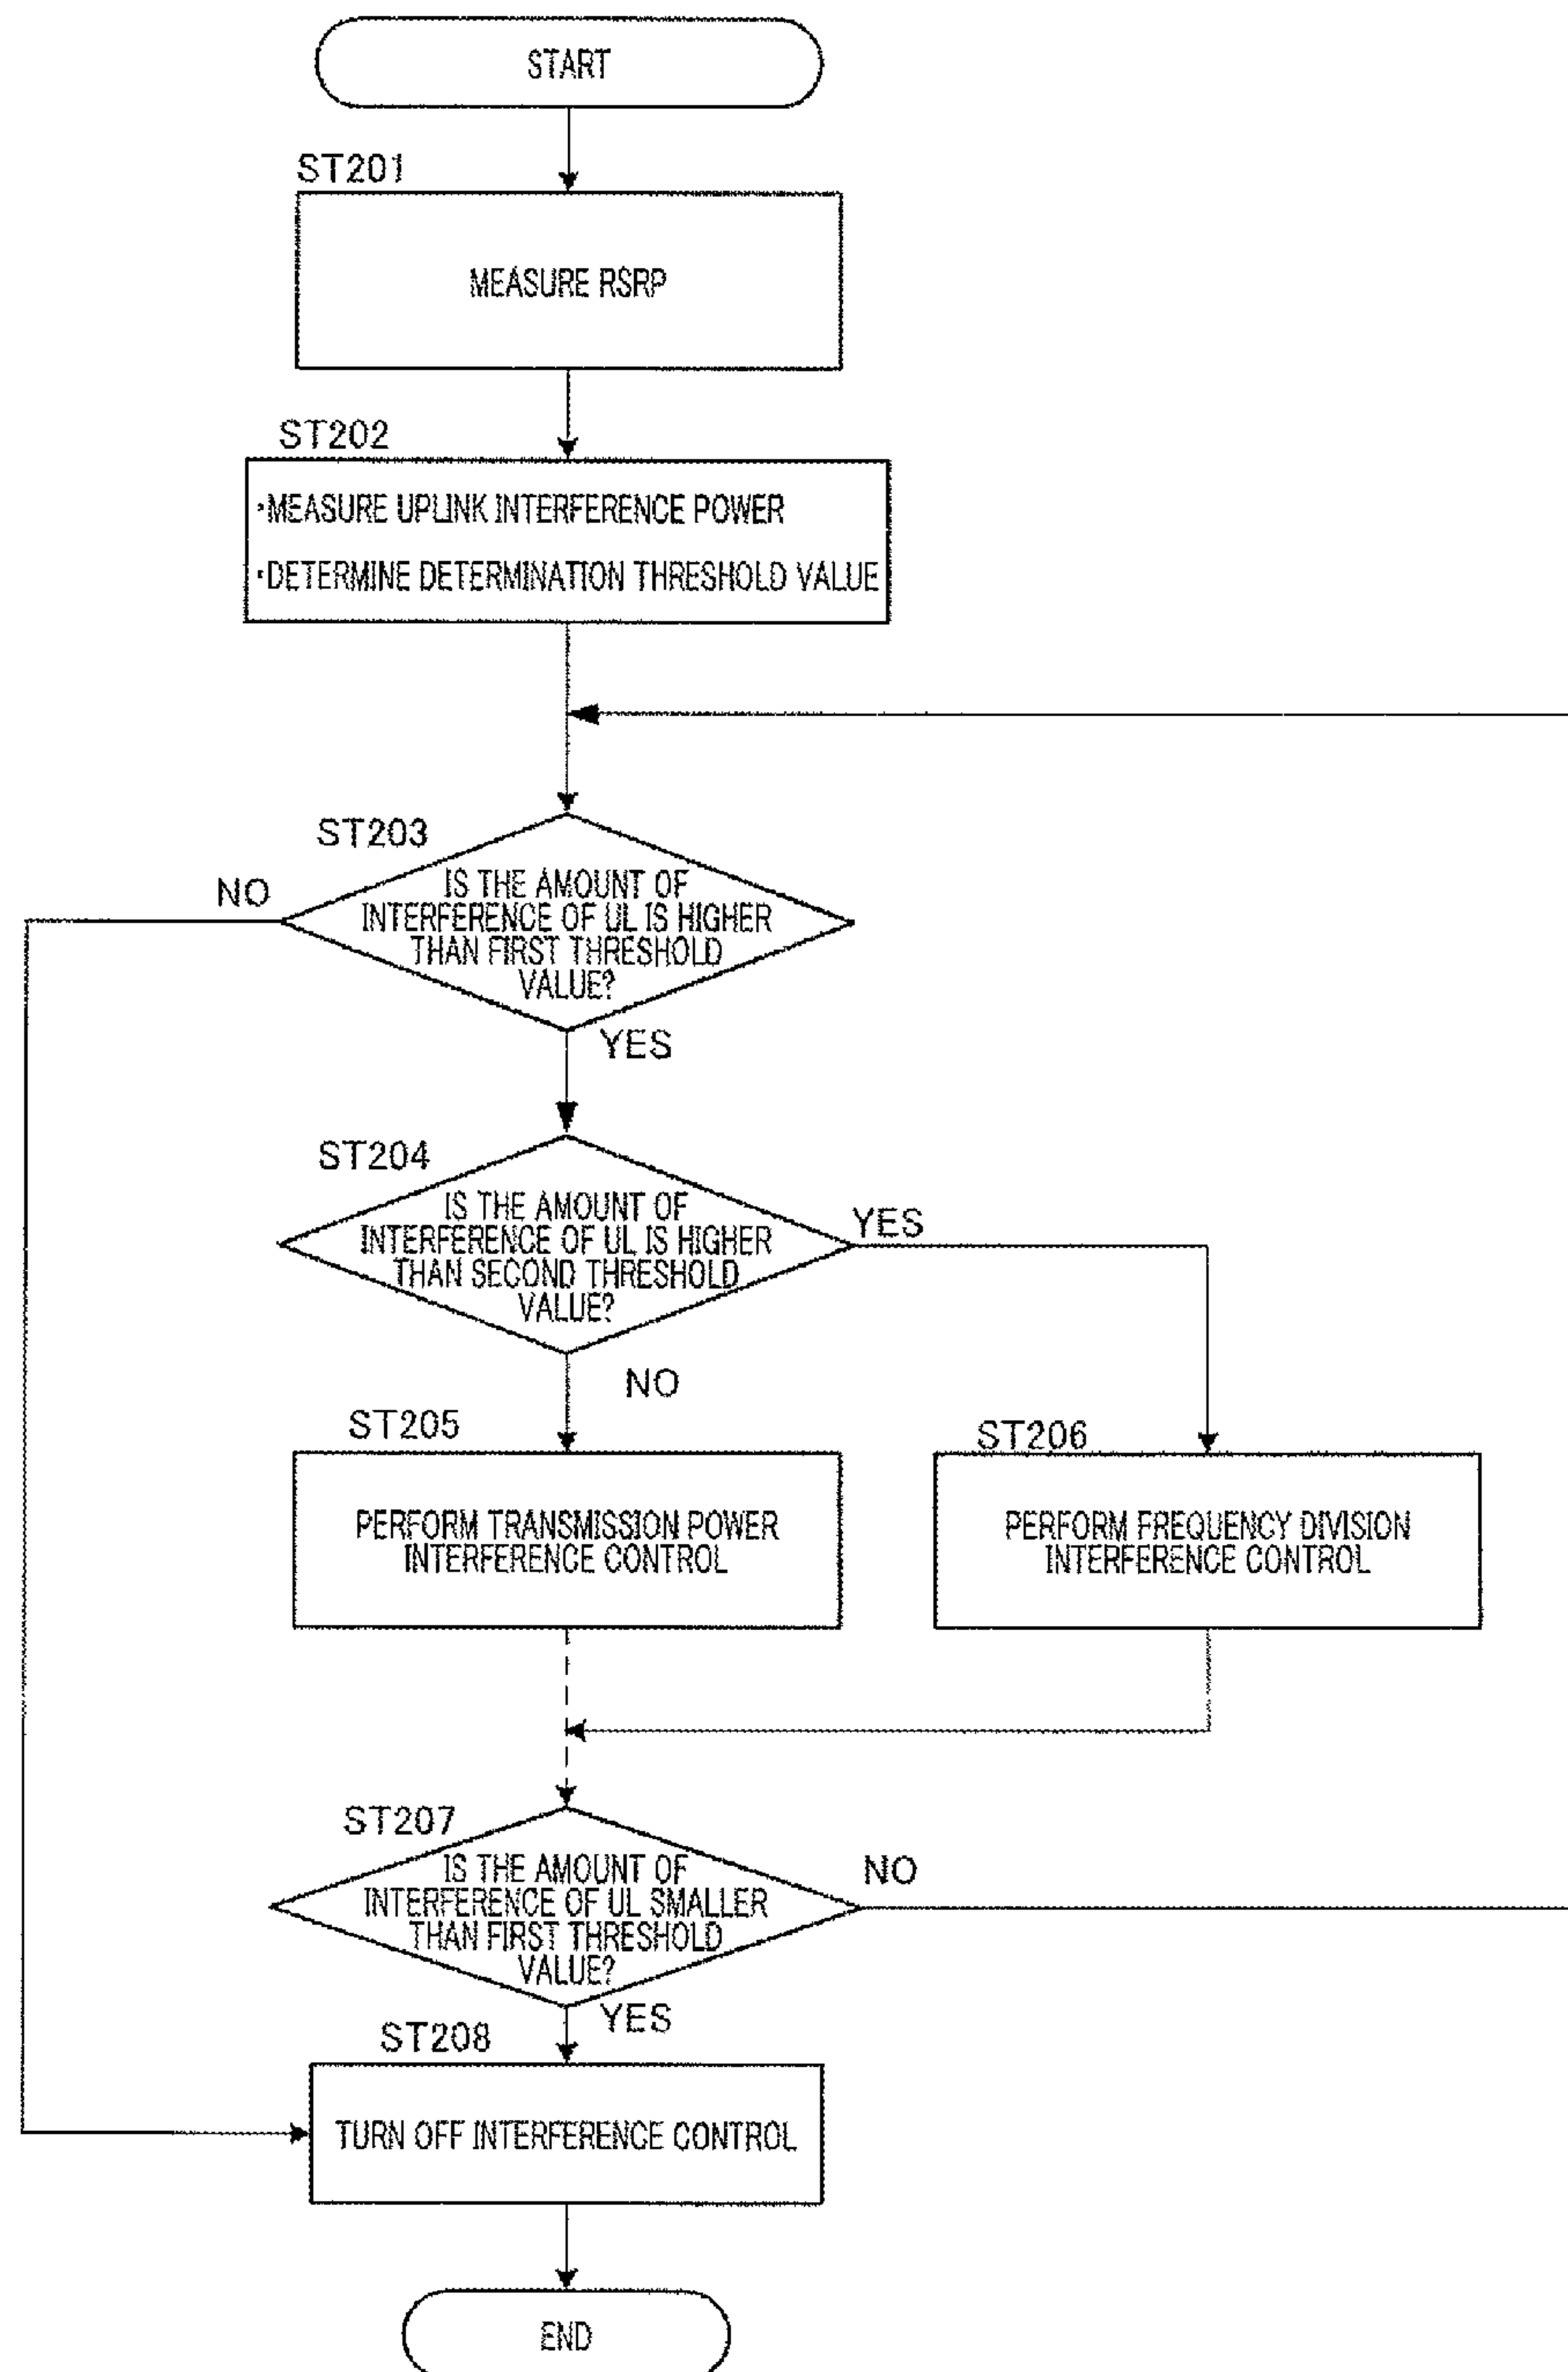 START
ST201
MEASURE RSRP
ST202
·MEASURE UPLINK INTERFERENCE POWER
·DETERMINE DETERMINATION THRESHOLD VALUE
ST203
NO
IS THE AMOUNT OF
INTERFERENCE OF UL IS HIGHER
THAN FIRST THRESHOLD
VALUE?
YES
ST204
IS THE AMOUNT OF
INTERFERENCE OF UL IS HIGHER
THAN SECOND THRESHOLD
VALUE?
YES
NO
ST205
PERFORM TRANSMISSION POWER
INTERFERENCE CONTROL
ST206
PERFORM FREQUENCY DIVISION
INTERFERENCE CONTROL
ST207
IS THE AMOUNT OF
INTERFERENCE OF UL SMALLER
THAN FIRST THRESHOLD
VALUE?
NO
YES
ST208
TURN OFF INTERFERENCE CONTROL
END